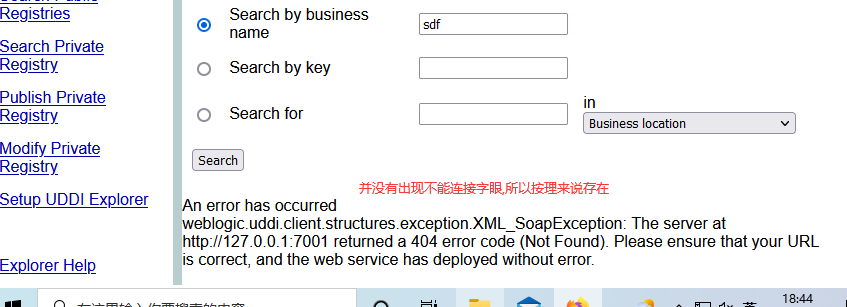 Registries
Search Private
Registry
Publish Private
Registry
Modify Private
Registry
Setup UDDI Explorer
Explorer Help
Search by business
name
sdf
Search by key
Search for
in
Business location
Search
并没有出现不能连接字眼,所以按理来说存在
An error has occurred
weblogic.uddi.client.structures.exception.XML_SoapException: The server at
http://127.0.0.1:7001 returned a 404 error code (Not Found). Please ensure that your URL
is correct, and the web service has deployed without error.
18:44